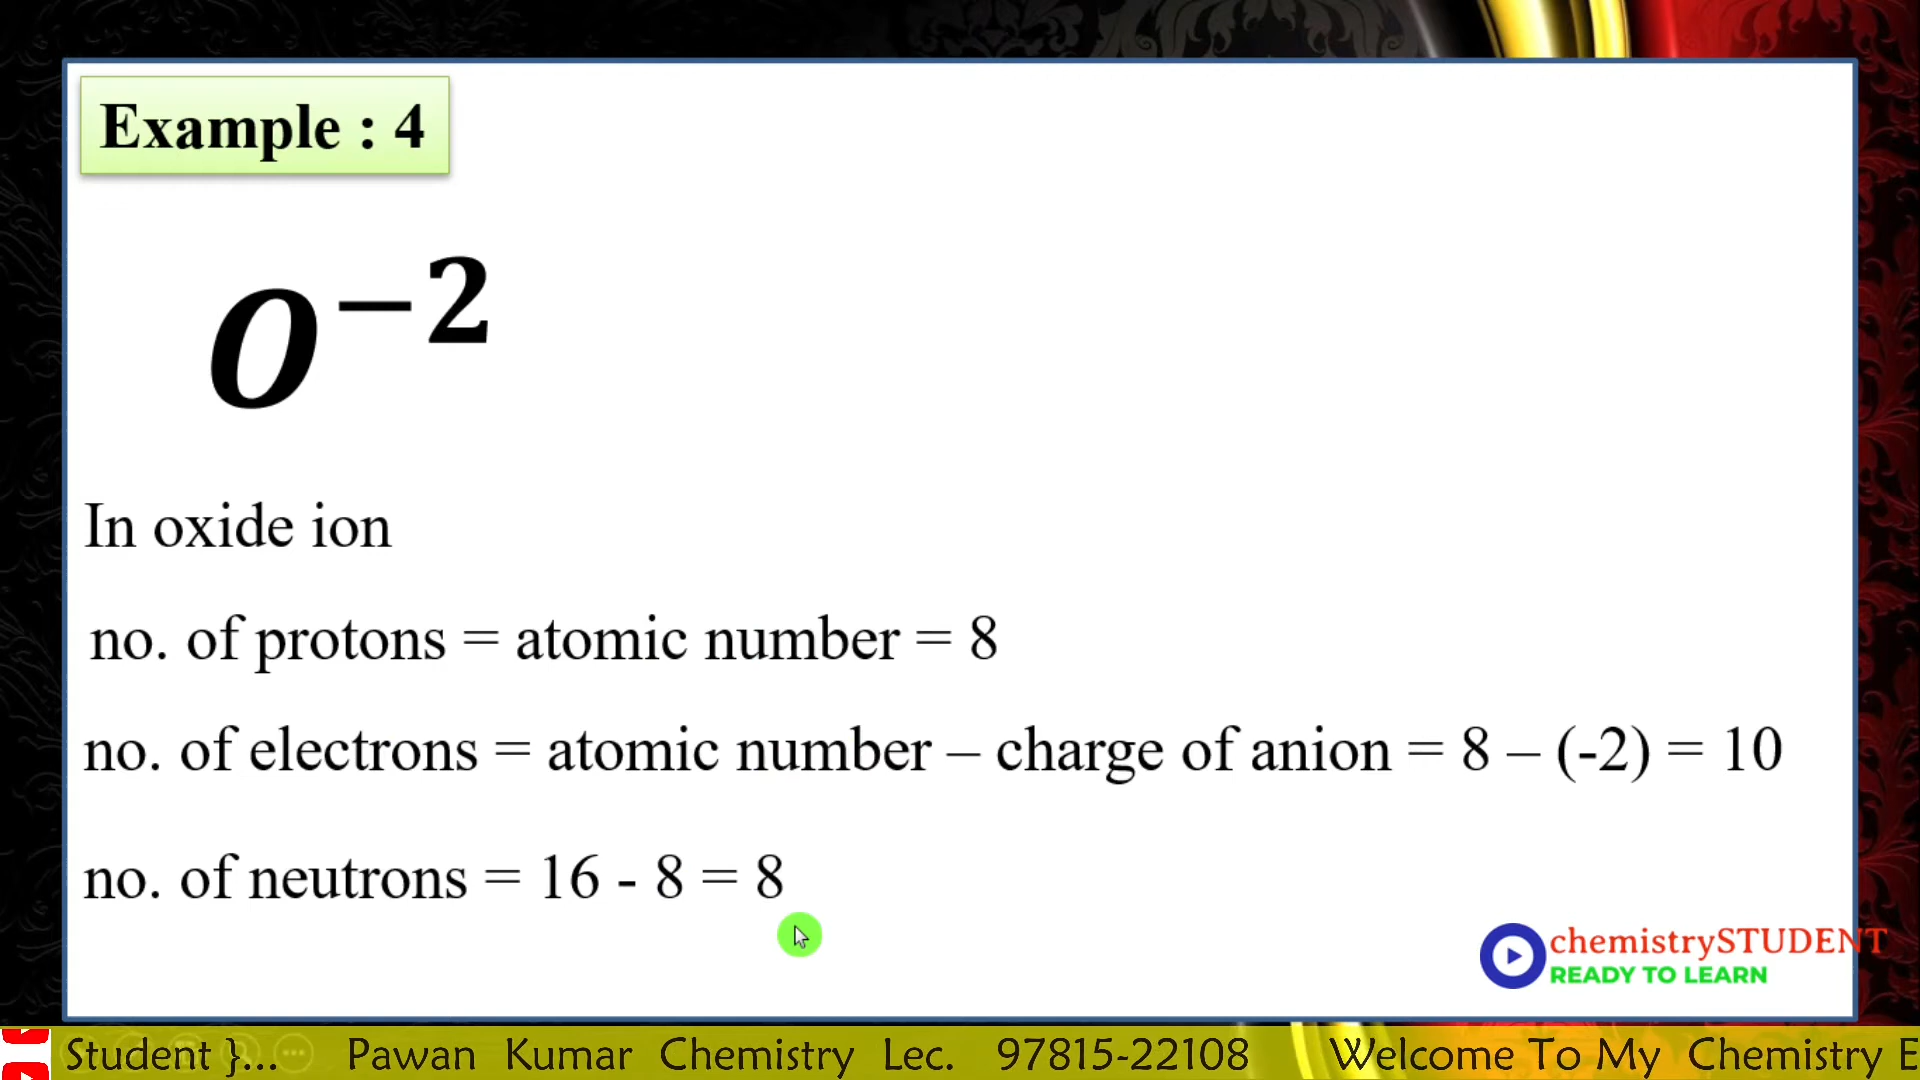 Example : 4
O⁻²
In oxide ion
no. of protons = atomic number = 8
no. of electrons = atomic number – charge of anion = 8 – (-2) = 10
no. of neutrons = 16 - 8 = 8
chemistrySTUDENT
READY TO LEARN
Student }... Pawan Kumar Chemistry Lec. 97815-22108 Welcome To My Chemistry E